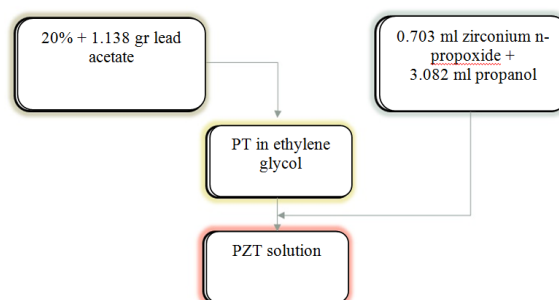 20% + 1.138 gr lead
acetate
0.703 ml zirconium n-
propoxide +
3.082 ml propanol
PT in ethylene
glycol
PZT solution